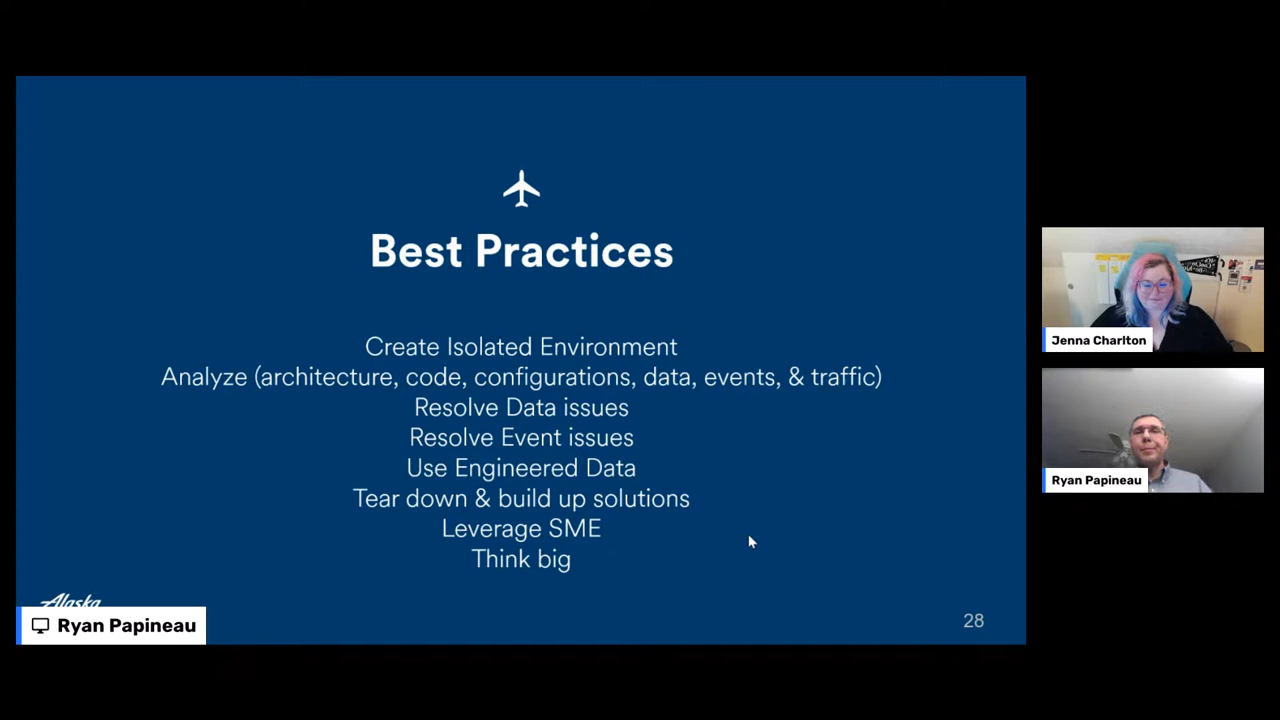 Best Practices
Create Isolated Environment
Analyze (architecture, code, configurations, data, events, & traffic)
Resolve Data issues
Resolve Event issues
Use Engineered Data
Tear down & build up solutions
Leverage SME
Think big
Alaska
Ryan Papineau
28
Jenna Charlton
Ryan Papineau